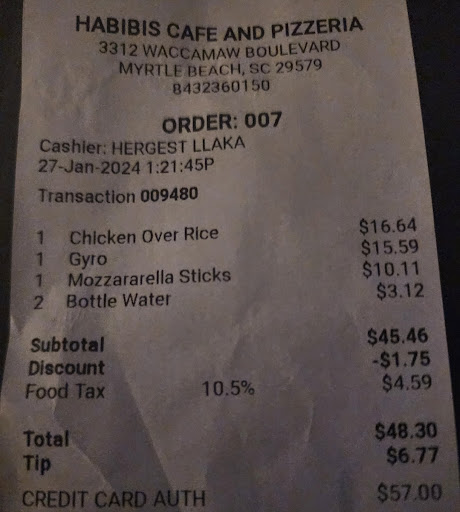 HABIBIS CAFE AND PIZZERIA
3312 WACCAMAW BOULEVARD
MYRTLE BEACH, SC 29579
8432360150
ORDER: 007
Cashier: HERGEST LLAKA
27-Jan-2024 1:21:45P
Transaction 009480
1 Chicken Over Rice $16.64
1 Gyro $15.59
1 Mozzararella Sticks $10.11
2 Bottle Water $3.12
Subtotal $45.46
Discount -$1.75
Food Tax 10.5% $4.59
Total $48.30
Tip $6.77
CREDIT CARD AUTH $57.00